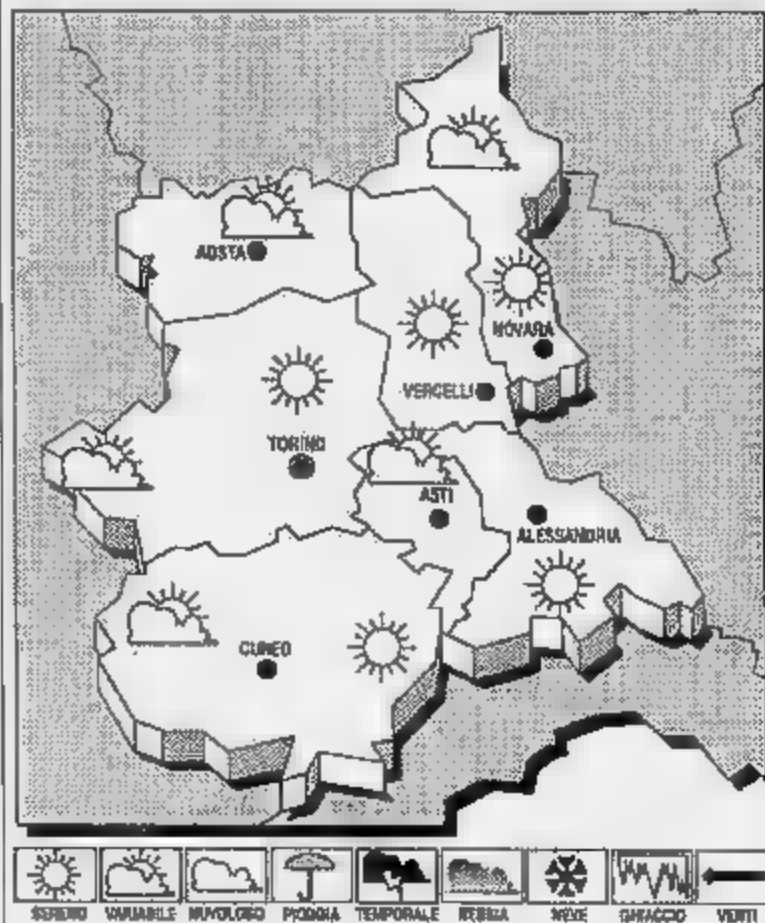 AOSTA
NOVARA
VERCELLI
TORINO
ASTI
ALESSANDRIA
CUNEO
SERENO VARIABILE NUVOLOSO PIOGGIA TEMPORALE NEBBIA NEVE GHIACCIO VENTI